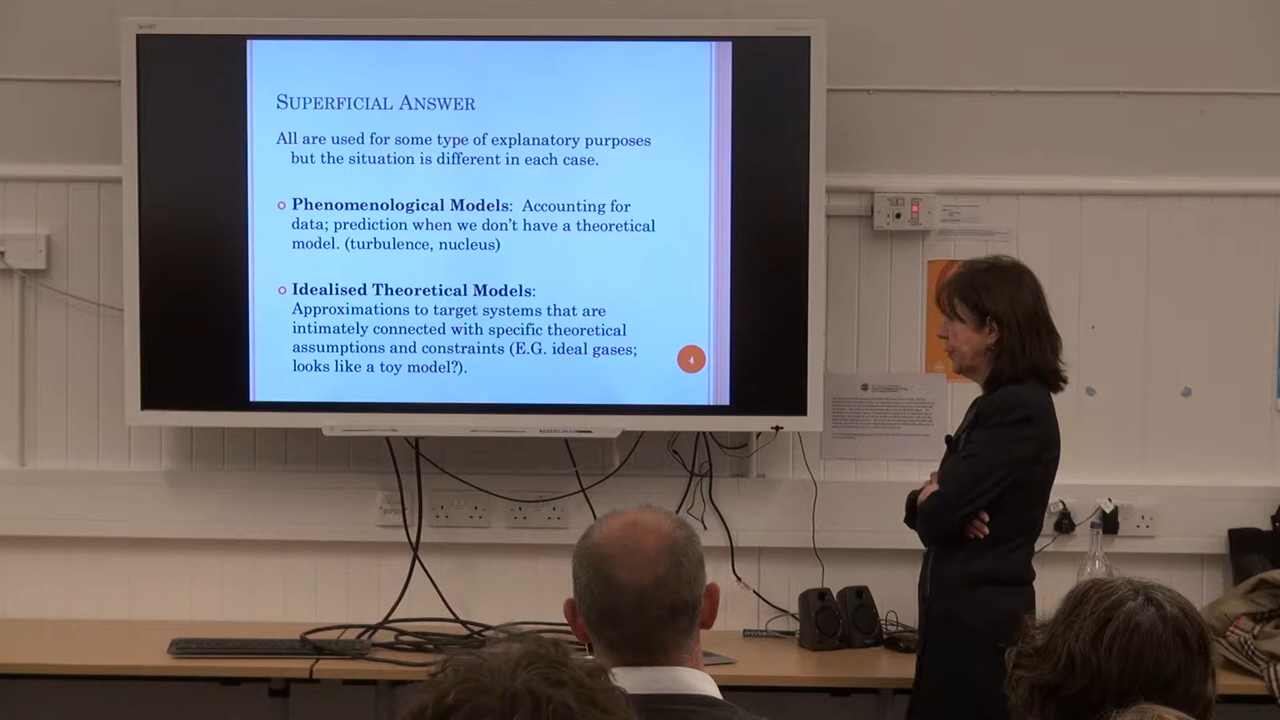 SMART
SUPERFICIAL ANSWER
All are used for some type of explanatory purposes
but the situation is different in each case.
Phenomenological Models: Accounting for
data; prediction when we don't have a theoretical
model. (turbulence, nucleus)
Idealised Theoretical Models:
Approximations to target systems that are
intimately connected with specific theoretical
assumptions and constraints (E.G. ideal gases;
looks like a toy model?).
4